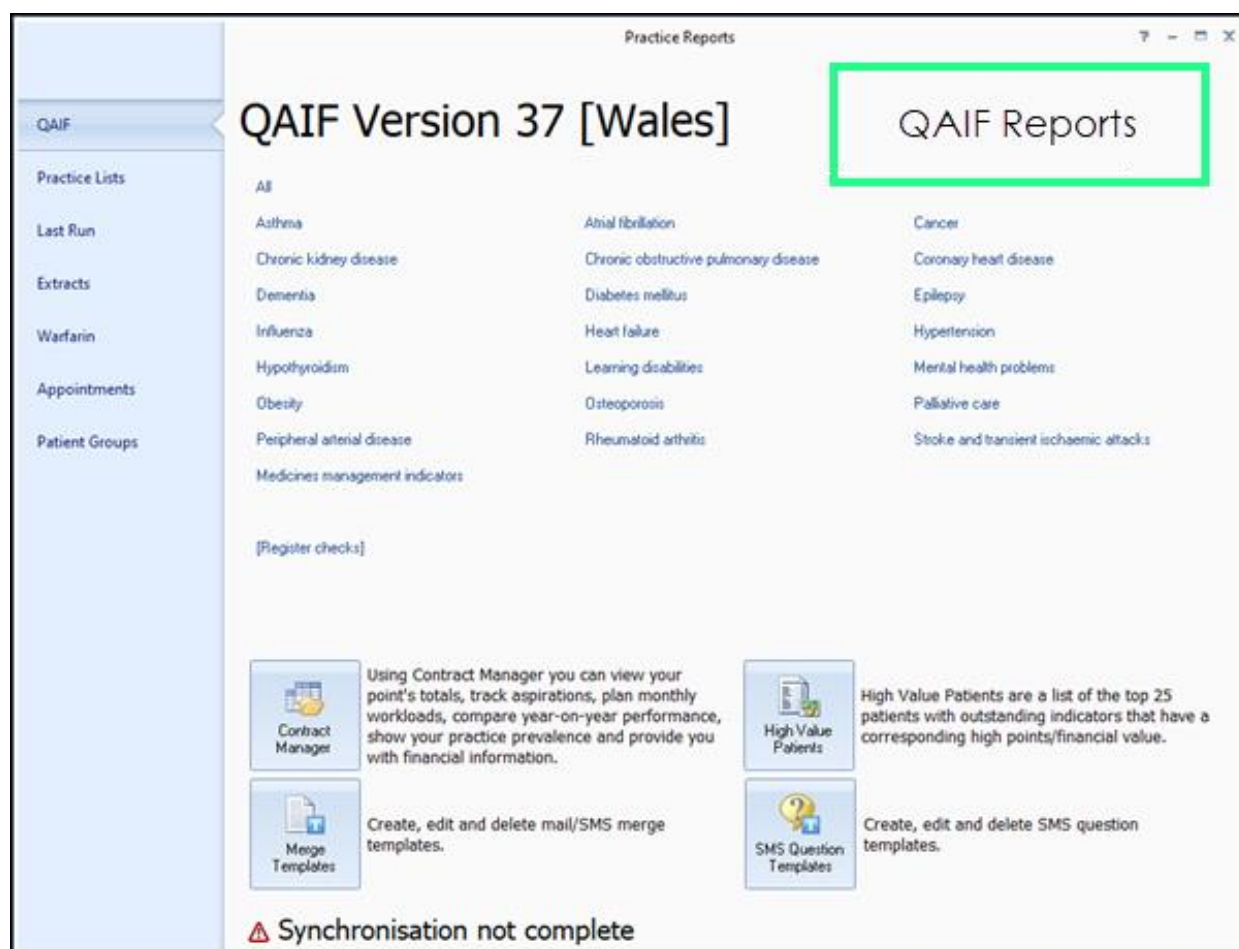 Practice Reports
? – X
QAIF
Practice Lists
Last Run
Extracts
Warfarin
Appointments
Patient Groups
QAIF Version 37 [Wales]
QAIF Reports
All
Asthma
Atrial fibrillation
Cancer
Chronic kidney disease
Chronic obstructive pulmonary disease
Coronary heart disease
Dementia
Diabetes mellitus
Epilepsy
Influenza
Heart failure
Hypertension
Hypothyroidism
Learning disabilities
Mental health problems
Obesity
Osteoporosis
Palliative care
Peripheral arterial disease
Rheumatoid arthritis
Stroke and transient ischaemic attacks
Medicines management indicators
[Register checks]
Contract
Manager
Using Contract Manager you can view your
point's totals, track aspirations, plan monthly
workloads, compare year-on-year performance,
show your practice prevalence and provide you
with financial information.
High Value
Patients
High Value Patients are a list of the top 25
patients with outstanding indicators that have a
corresponding high points/financial value.
Merge
Templates
Create, edit and delete mail/SMS merge
templates.
SMS Question
Templates
Create, edit and delete SMS question
templates.
Synchronisation not complete